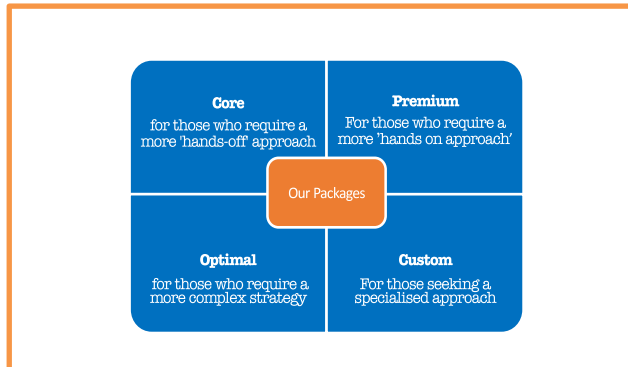 Core
for those who require a
more 'hands-off' approach
Premium
For those who require a
more 'hands on approach'
Our Packages
Optimal
for those who require a
more complex strategy
Custom
For those seeking a
specialised approach